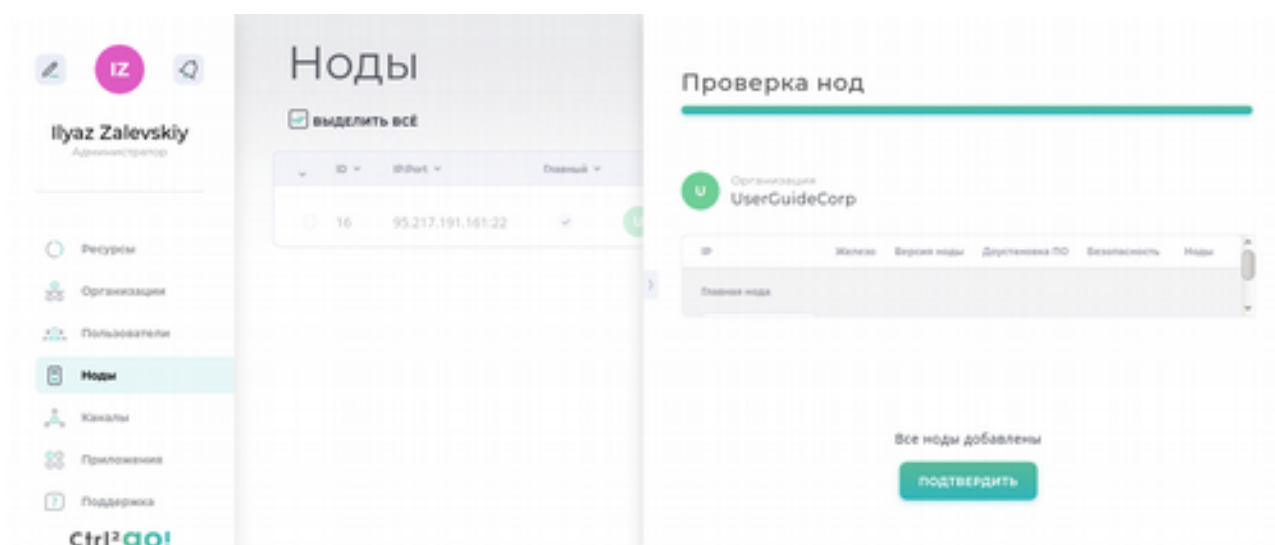 IZ
Ilyaz Zalevskiy
Администратор
Ресурсы
Организации
Пользователи
Ноды
Каналы
Приложения
Поддержка
Ctrl²go!
Ноды
ВЫДЕЛИТЬ ВСЁ
ID IP:Port Главный
16 95.217.191.161:22 U
Проверка нод
U
Организация
UserGuideCorp
IP Железо Версия ноды Доустановка ПО Безопасность Ноды
Главная нода
Все ноды добавлены
ПОДТВЕРДИТЬ